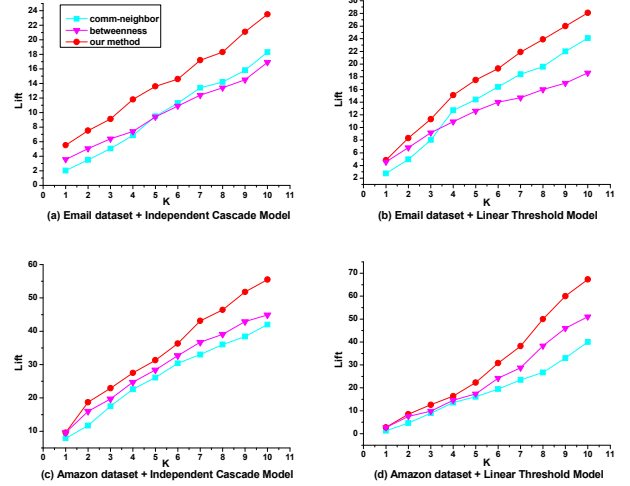 24
22
20
18
16
14
12
10
8
6
4
2
0
Lift
comm-neighbor
betweenness
our method
0 1 2 3 4 5 6 7 8 9 10 11
K
(a) Email dataset + Independent Cascade Model
30
28
26
24
22
20
18
16
14
12
10
8
6
4
2
0
Lift
0 1 2 3 4 5 6 7 8 9 10 11
K
(b) Email dataset + Linear Threshold Model
60
50
40
30
20
10
Lift
0 1 2 3 4 5 6 7 8 9 10 11
K
(c) Amazon dataset + Independent Cascade Model
70
60
50
40
30
20
10
0
Lift
0 1 2 3 4 5 6 7 8 9 10 11
K
(d) Amazon dataset + Linear Threshold Model